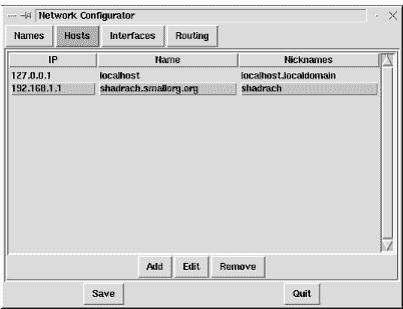 Network Configurator
Names Hosts Interfaces Routing
IP Name Nicknames
127.0.0.1 localhost localhost.localdomain
192.168.1.1 shadrach.smallorg.org shadrach
Add Edit Remove
Save Quit